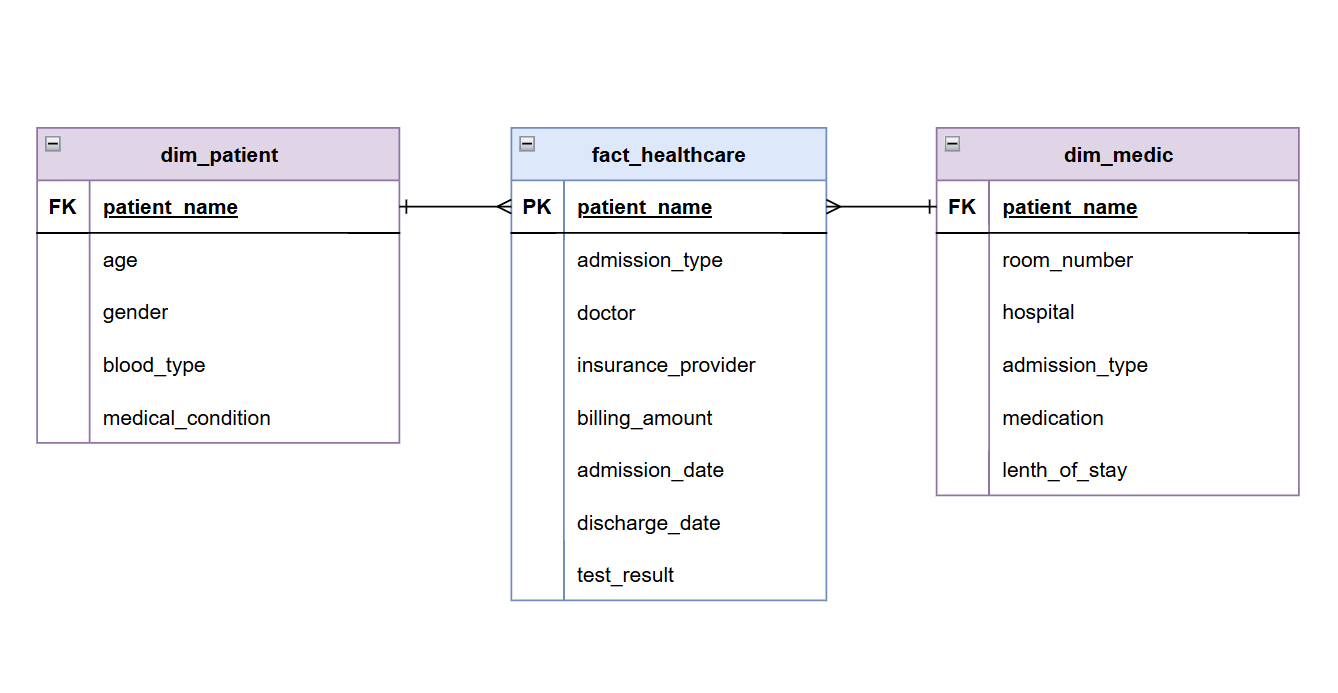 dim_patient
FK patient_name
age
gender
blood_type
medical_condition
fact_healthcare
PK patient_name
admission_type
doctor
insurance_provider
billing_amount
admission_date
discharge_date
test_result
dim_medic
FK patient_name
room_number
hospital
admission_type
medication
lenth_of_stay